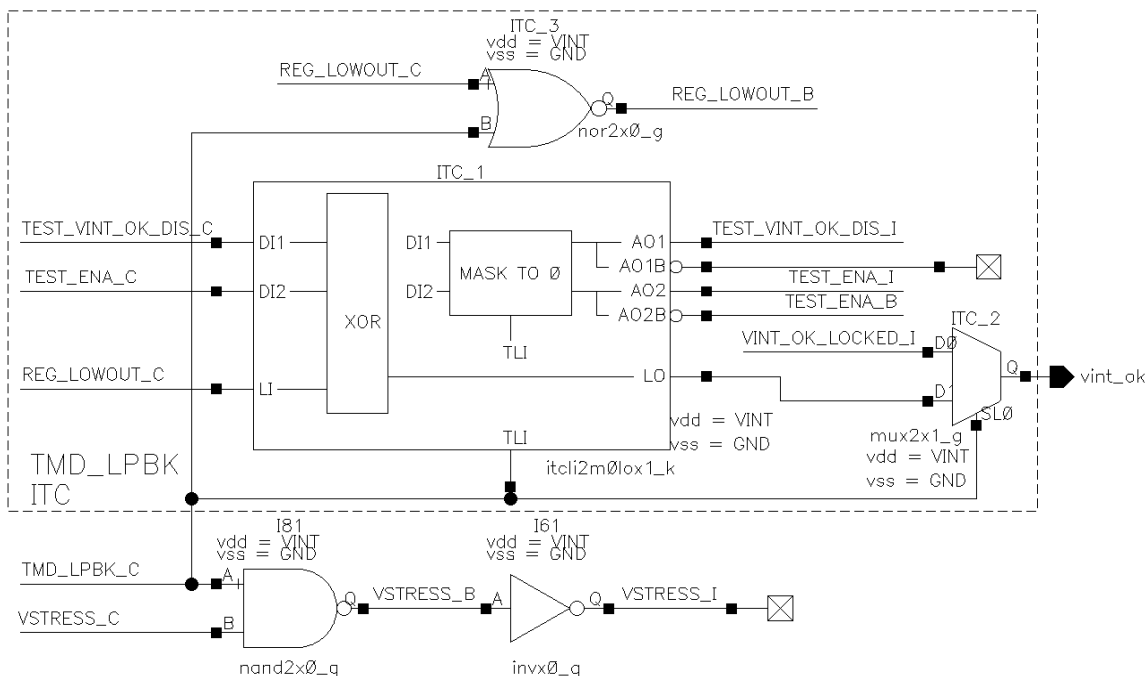 ITC_3
vdd = VINT
vss = GND
REG_LOWOUT_C
A
Q
REG_LOWOUT_B
B
nor2x0_g
ITC_1
TEST_VINT_OK_DIS_C
DI1
DI1
AO1
TEST_VINT_OK_DIS_I
MASK TO 0
AO1B
TEST_ENA_C
DI2
DI2
AO2
TEST_ENA_I
XOR
AO2B
TEST_ENA_B
ITC_2
TLI
VINT_OK_LOCKED_I
D0
REG_LOWOUT_C
LI
LO
Q
vint_ok
D1
SL0
vdd = VINT
vss = GND
TLI
mux2x1_g
vdd = VINT
vss = GND
itcli2m0lox1_k
TMD_LPBK
ITC
I81
vdd = VINT
vss = GND
I61
vdd = VINT
vss = GND
TMD_LPBK_C
A
Q
VSTRESS_B
A
Q
VSTRESS_I
VSTRESS_C
B
nand2x0_g
invx0_g